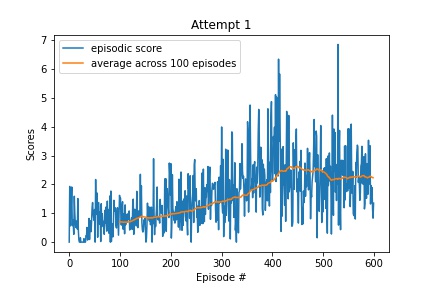 Attempt 1
episodic score
average across 100 episodes
Scores
7
6
5
4
3
2
1
0
0 100 200 300 400 500 600
Episode #